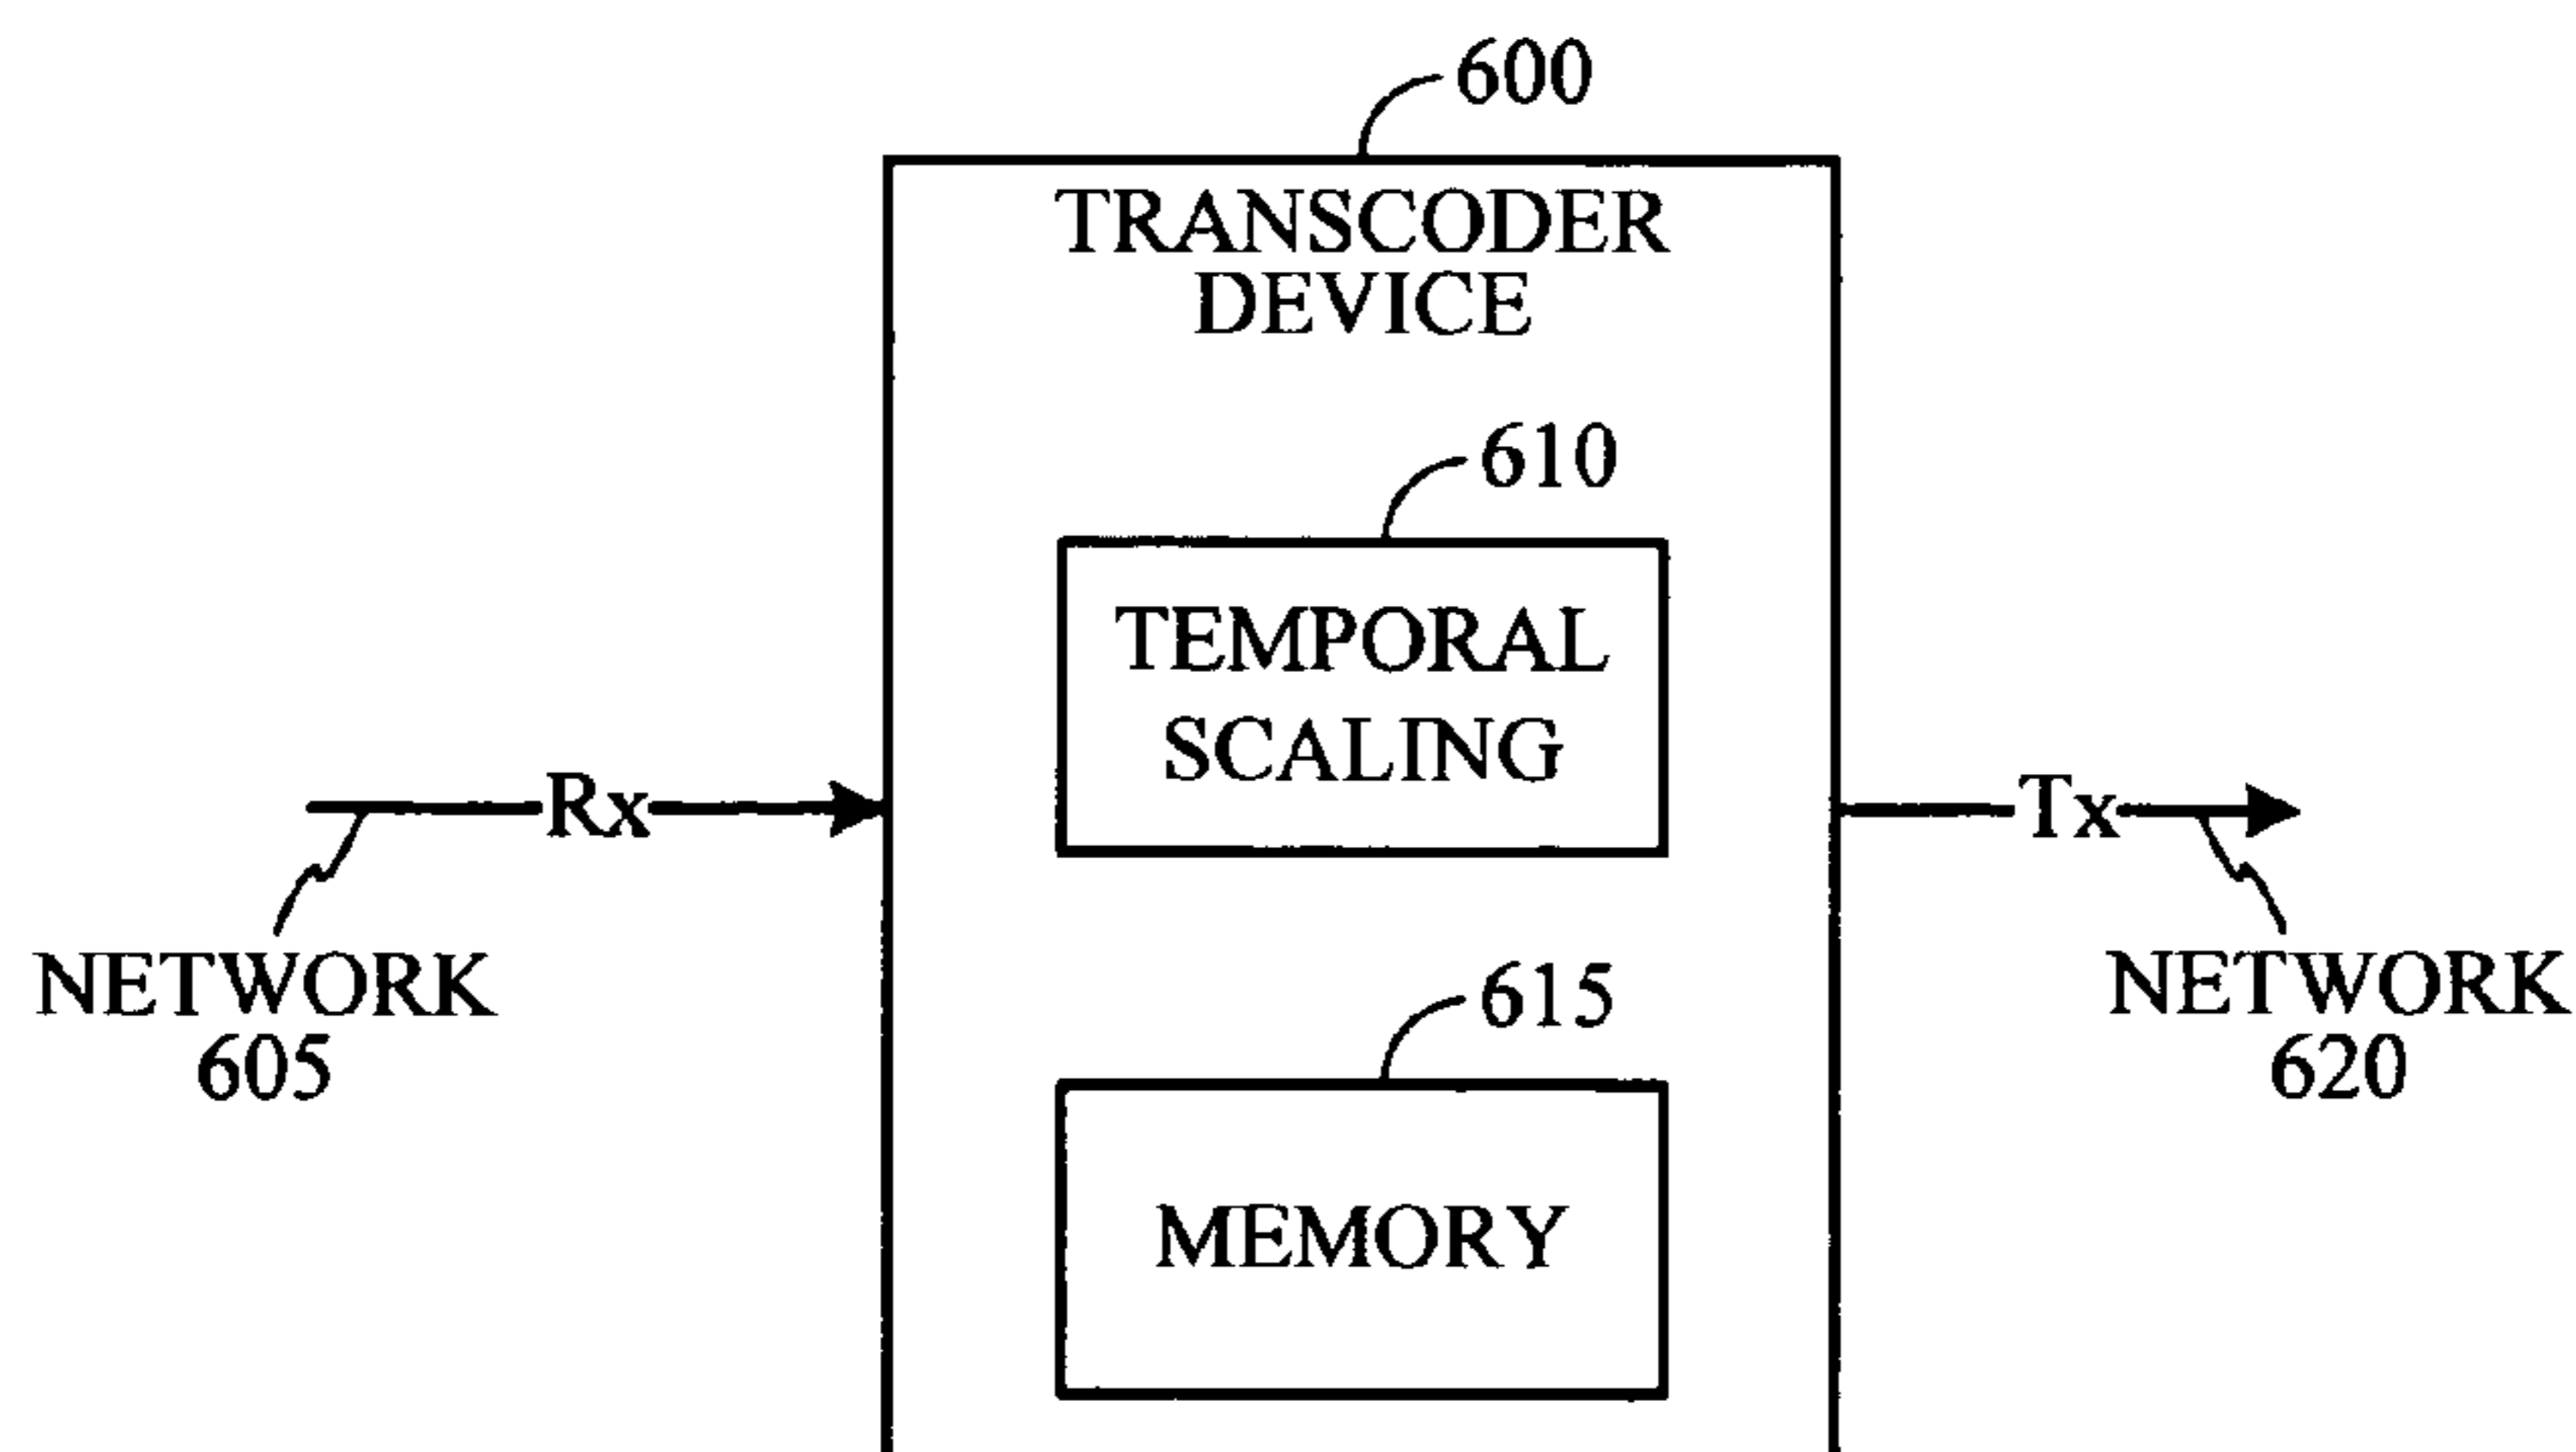 600
TRANSCODER
DEVICE
610
TEMPORAL
SCALING
Rx
Tx
NETWORK
605
615
NETWORK
620
MEMORY